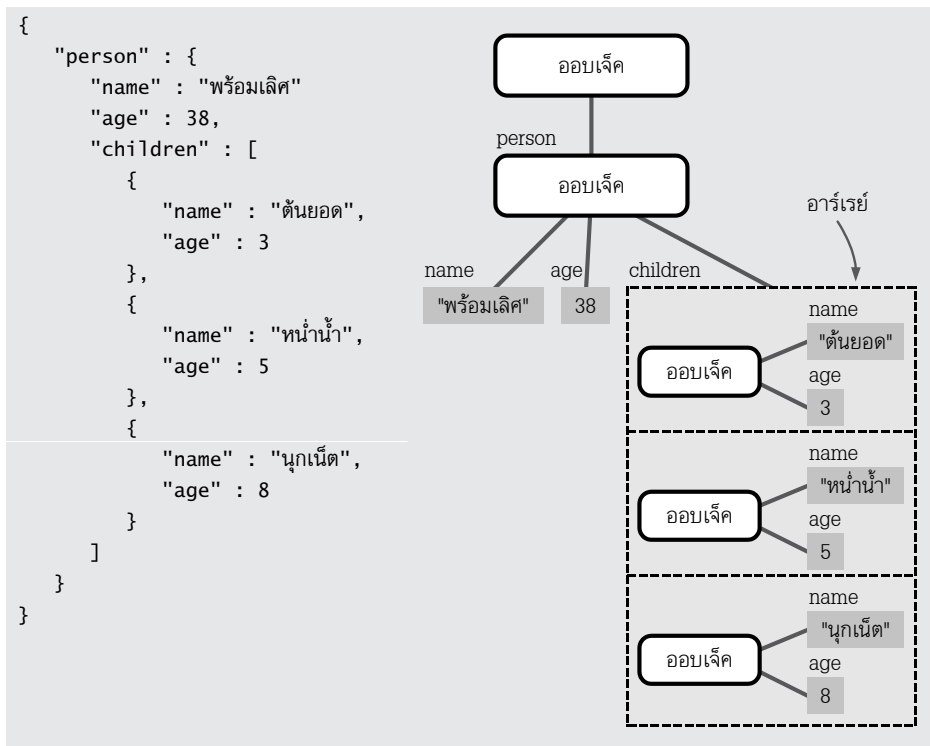 {
"person" : {
"name" : "พร้อมเลิศ"
"age" : 38,
"children" : [
{
"name" : "ต้นยอด",
"age" : 3
},
{
"name" : "หน่ำน้ำ",
"age" : 5
},
{
"name" : "นุกเน็ต",
"age" : 8
}
]
}
}
ออบเจ็ค
person
ออบเจ็ค
อาร์เรย์
name
age
children
"พร้อมเลิศ"
38
name
"ต้นยอด"
ออบเจ็ค
age
3
name
"หน่ำน้ำ"
ออบเจ็ค
age
5
name
"นุกเน็ต"
ออบเจ็ค
age
8